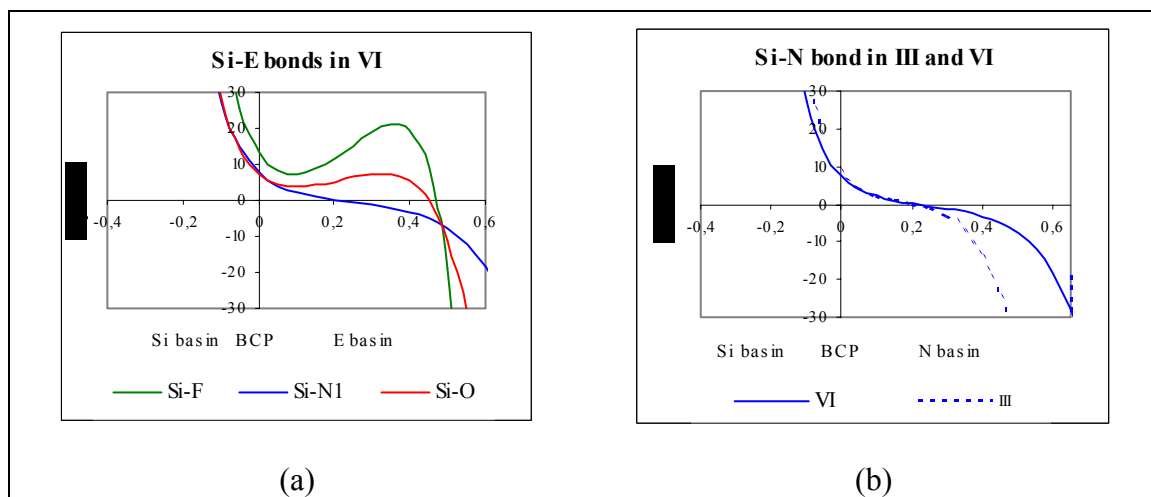 Si-E bonds in VI
30
20
10
0
-10
-20
-30
-0,4 -0,2 0 0,2 0,4 0,6
Si basin BCP E basin
Si-F Si-N1 Si-O
(a)
Si-N bond in III and VI
30
20
10
0
-10
-20
-30
-0,4 -0,2 0 0,2 0,4 0,6
Si basin BCP N basin
VI III
(b)